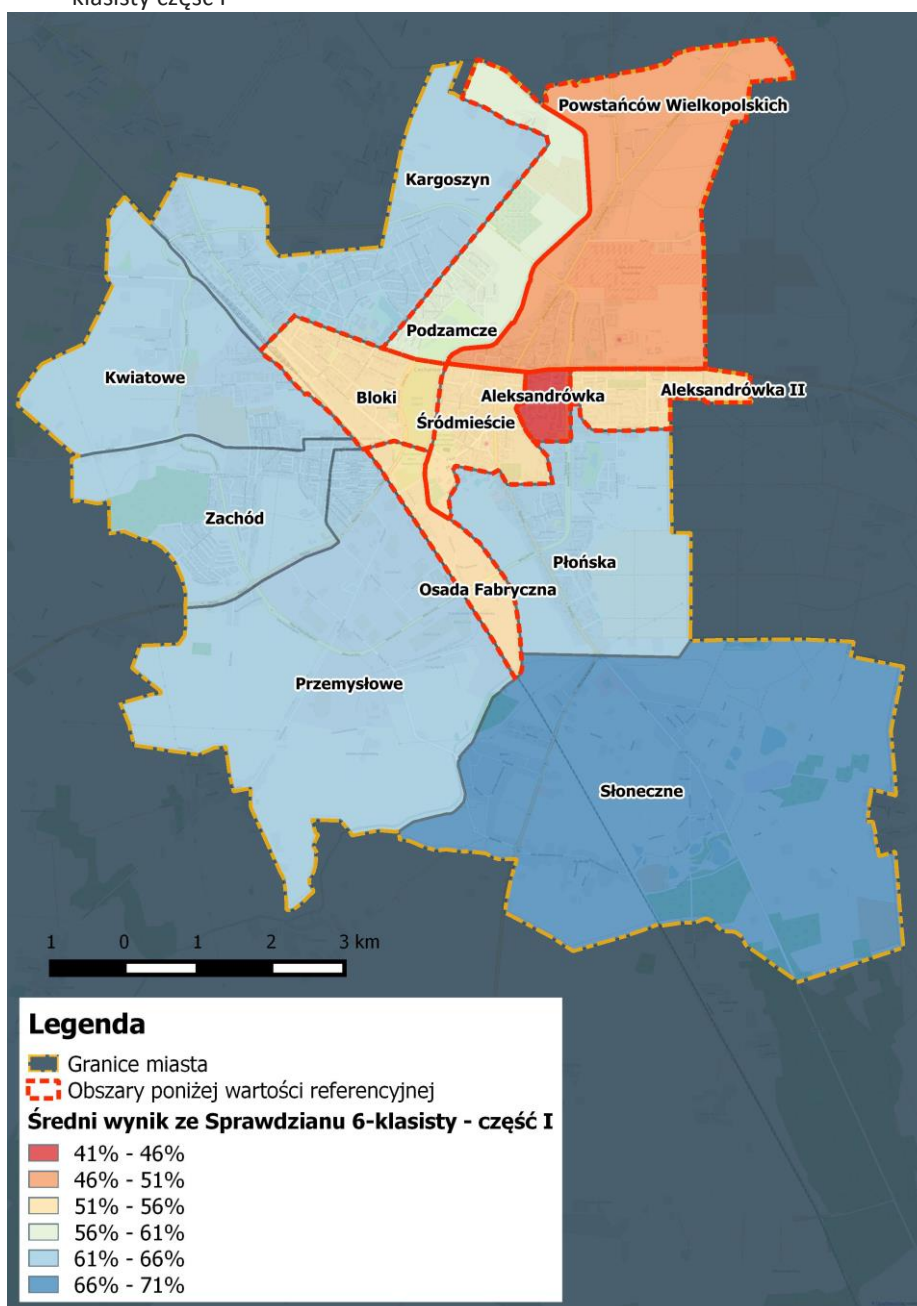 klasisty część I
Powstańców Wielkopolskich
Kargoszyn
Podzamcze
Kwiatowe
Bloki
Aleksandrówka
Aleksandrówka II
Śródmieście
Zachód
Płońska
Osada Fabryczna
Przemysłowe
Słoneczne
1 0 1 2 3 km
Legenda
Granice miasta
Obszary poniżej wartości referencyjnej
Średni wynik ze Sprawdzianu 6-klasisty - część I
41% - 46%
46% - 51%
51% - 56%
56% - 61%
61% - 66%
66% - 71%